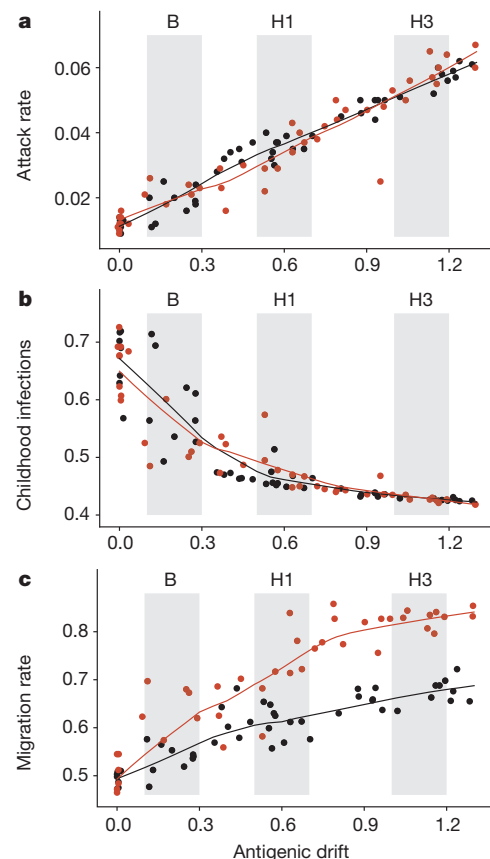 a
B H1 H3
Attack rate
0.06
0.04
0.02
0.0 0.3 0.6 0.9 1.2
b
B H1 H3
Childhood infections
0.7
0.6
0.5
0.4
0.0 0.3 0.6 0.9 1.2
c
B H1 H3
Migration rate
0.8
0.7
0.6
0.5
0.0 0.3 0.6 0.9 1.2
Antigenic drift